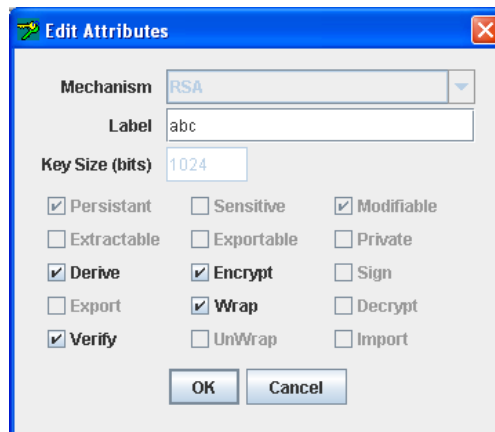 Edit Attributes
Mechanism RSA
Label abc
Key Size (bits) 1024
Persistant Sensitive Modifiable
Extractable Exportable Private
Derive Encrypt Sign
Export Wrap Decrypt
Verify UnWrap Import
OK Cancel